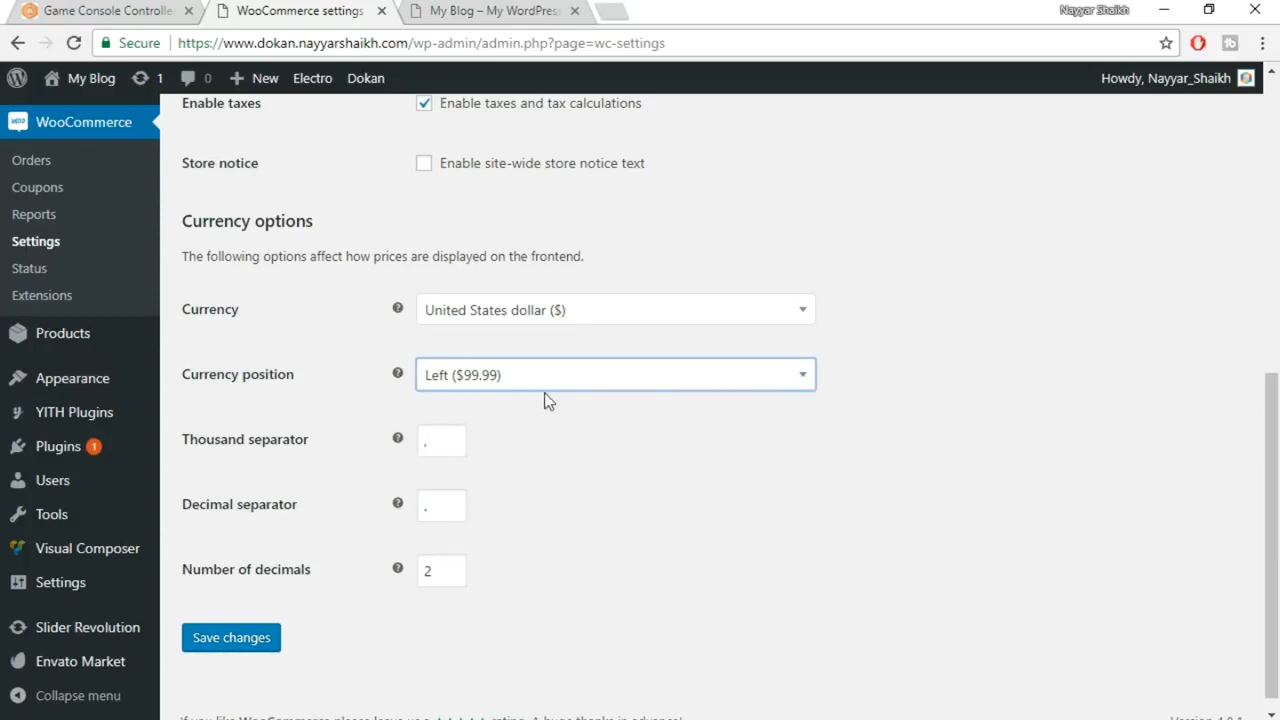 Game Console Controlle
WooCommerce settings
My Blog – My WordPres
Nayyar Shaikh
Secure
https://www.dokan.nayyarshaikh.com/wp-admin/admin.php?page=wc-settings
My Blog 1 0 New Electro Dokan
Howdy, Nayyar_Shaikh
WooCommerce
Orders
Coupons
Reports
Settings
Status
Extensions
Products
Appearance
YITH Plugins
Plugins 1
Users
Tools
Visual Composer
Settings
Slider Revolution
Envato Market
Collapse menu
Enable taxes
Enable taxes and tax calculations
Store notice
Enable site-wide store notice text
Currency options
The following options affect how prices are displayed on the frontend.
Currency
United States dollar ($)
Currency position
Left ($99.99)
Thousand separator
,
Decimal separator
.
Number of decimals
2
Save changes